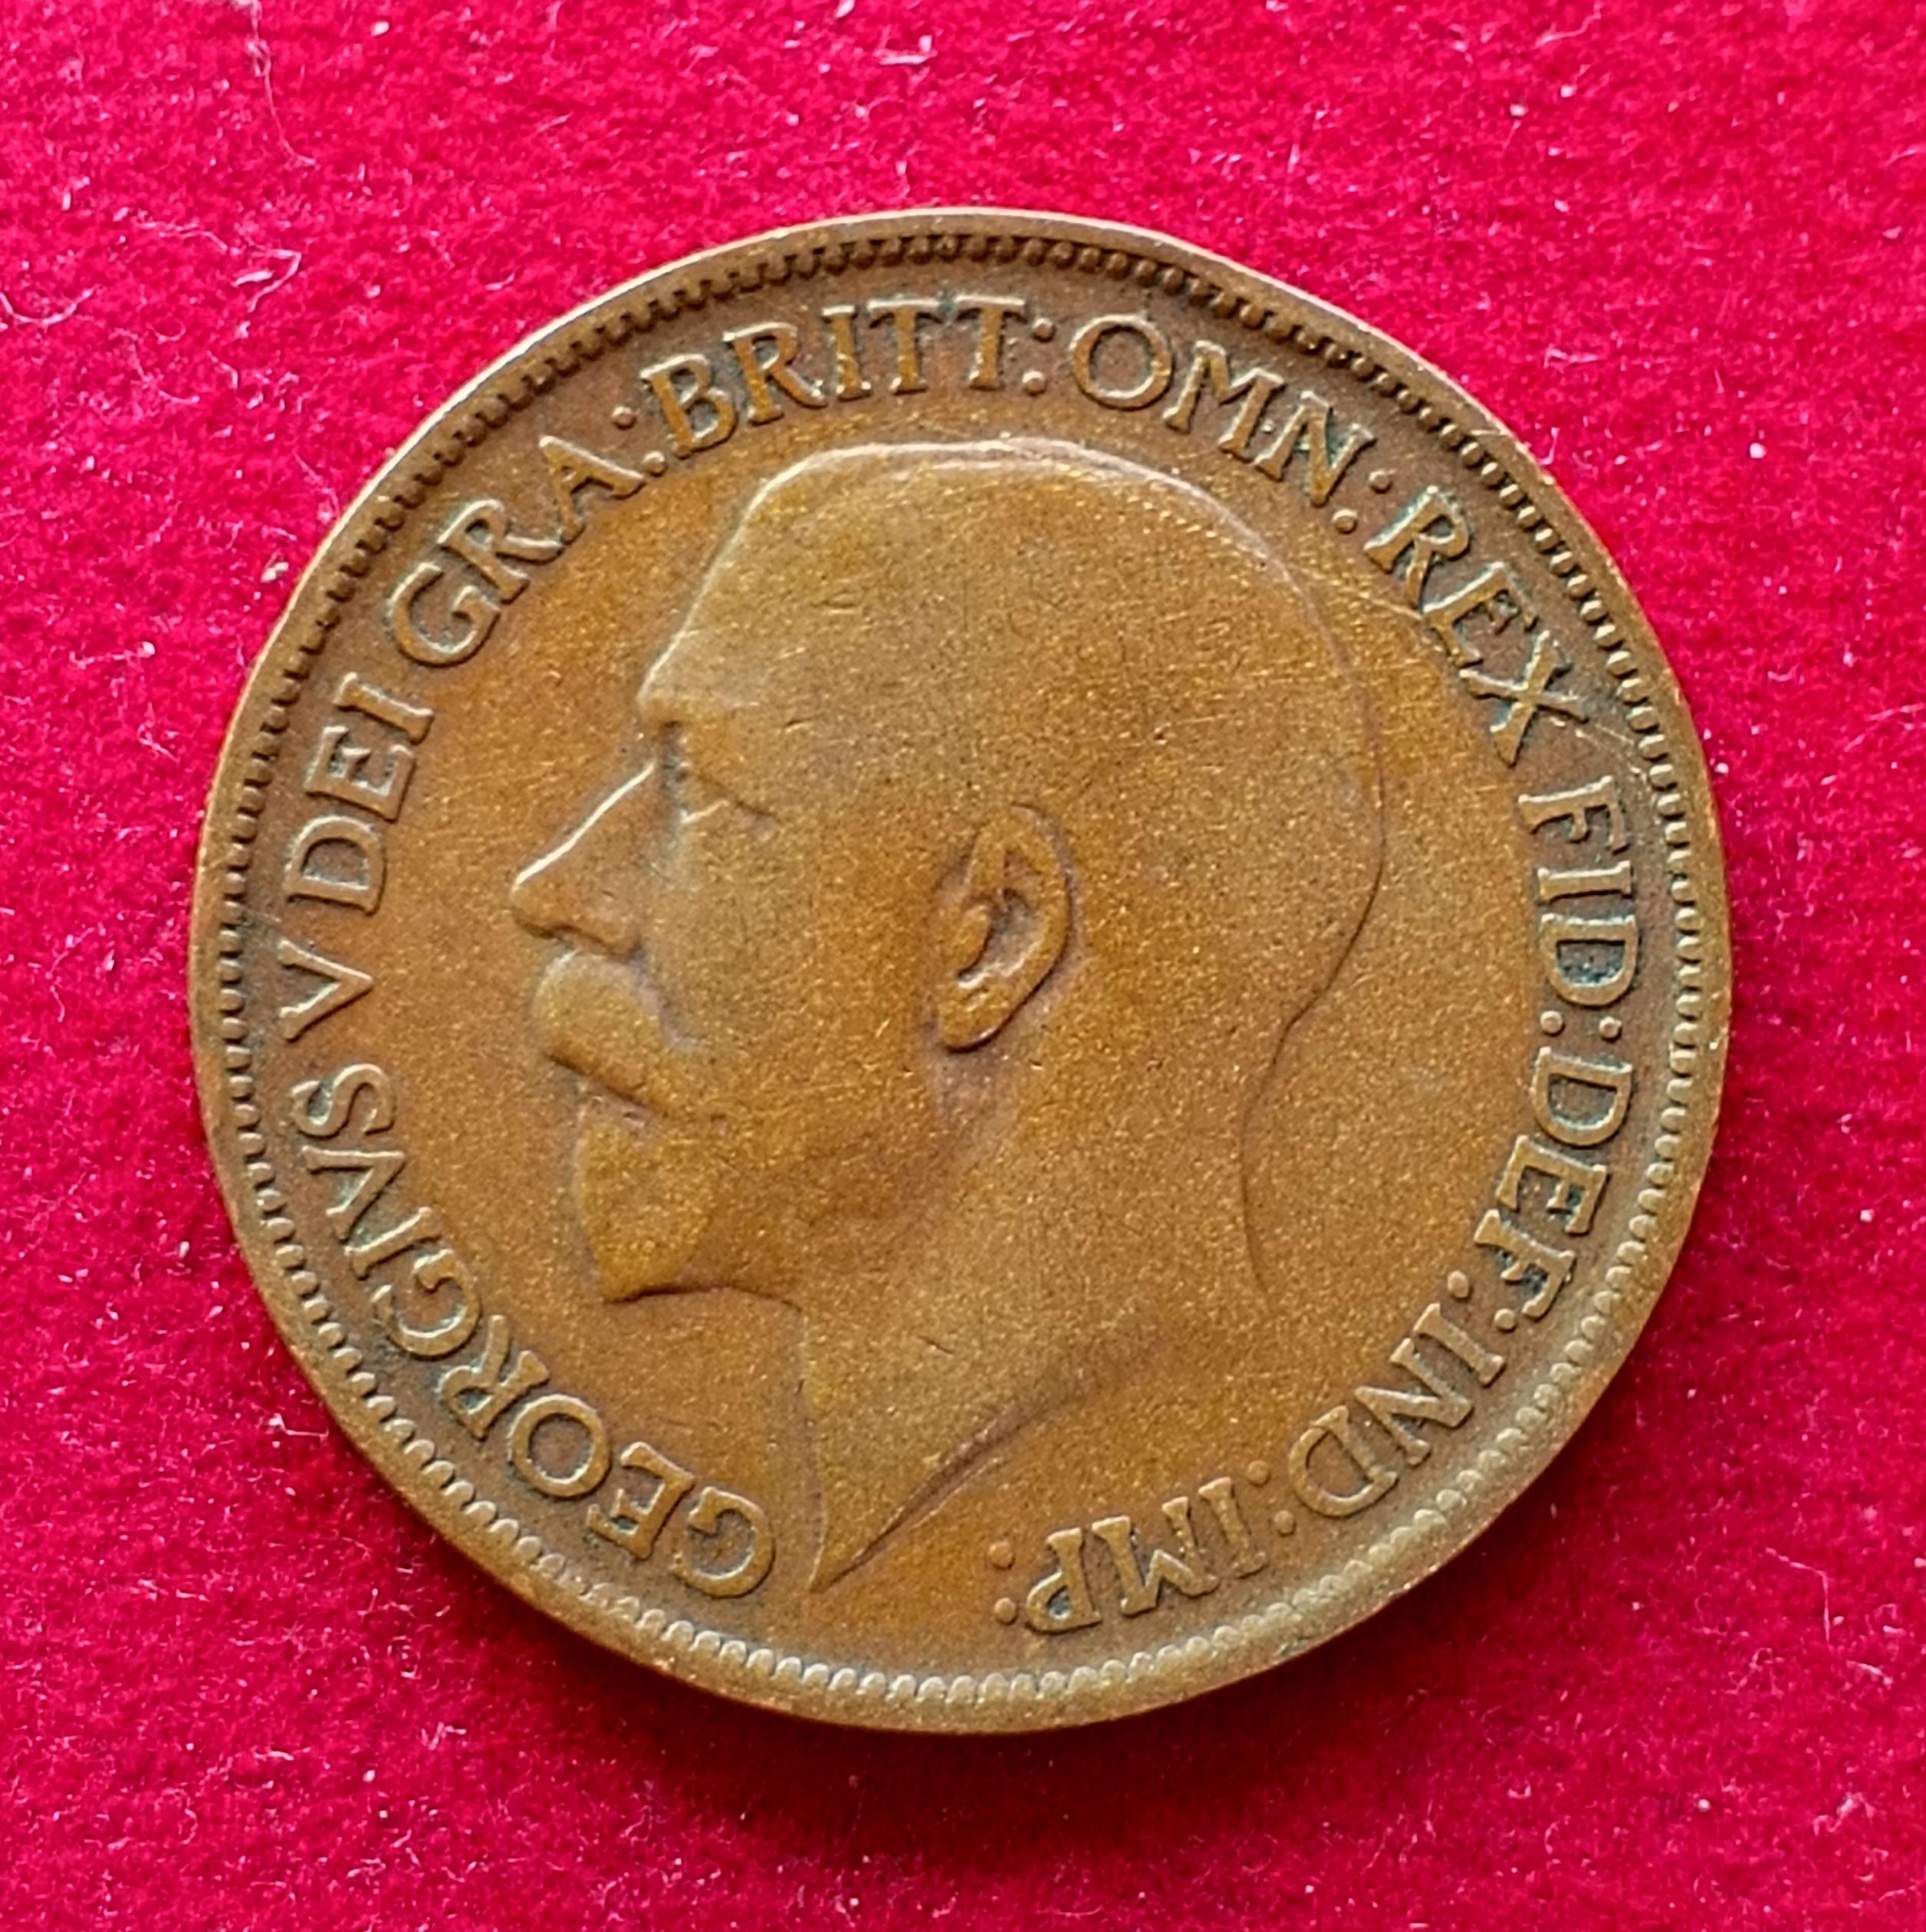 GEORGIVS V DEI GRA: BRITT: OMN: REX FID: DEF: IND: IMP: